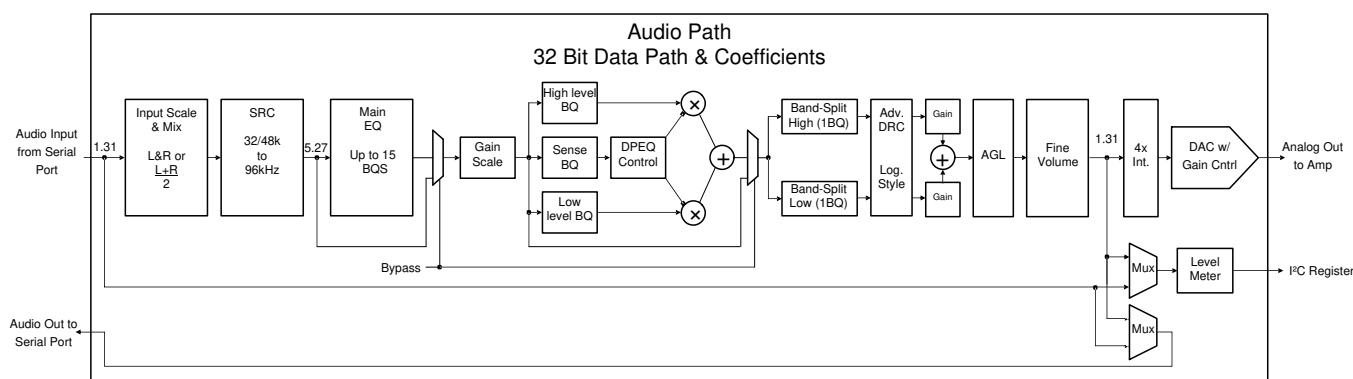 Audio Path
32 Bit Data Path & Coefficients
Audio Input
from Serial
Port
1.31
Input Scale
& Mix
L&R or
L+R
2
SRC
32/48k
to
96kHz
5.27
Main
EQ
Up to 15
BQS
Gain
Scale
High level
BQ
Sense
BQ
Low
level BQ
DPEQ
Control
×
×
+
Band-Split
High (1BQ)
Band-Split
Low (1BQ)
Adv.
DRC
Log.
Style
Gain
+
Gain
AGL
Fine
Volume
1.31
4x
Int.
DAC w/
Gain Cntrl
Analog Out
to Amp
Bypass
Mux
Level
Meter
I²C Register
Audio Out to
Serial Port
Mux